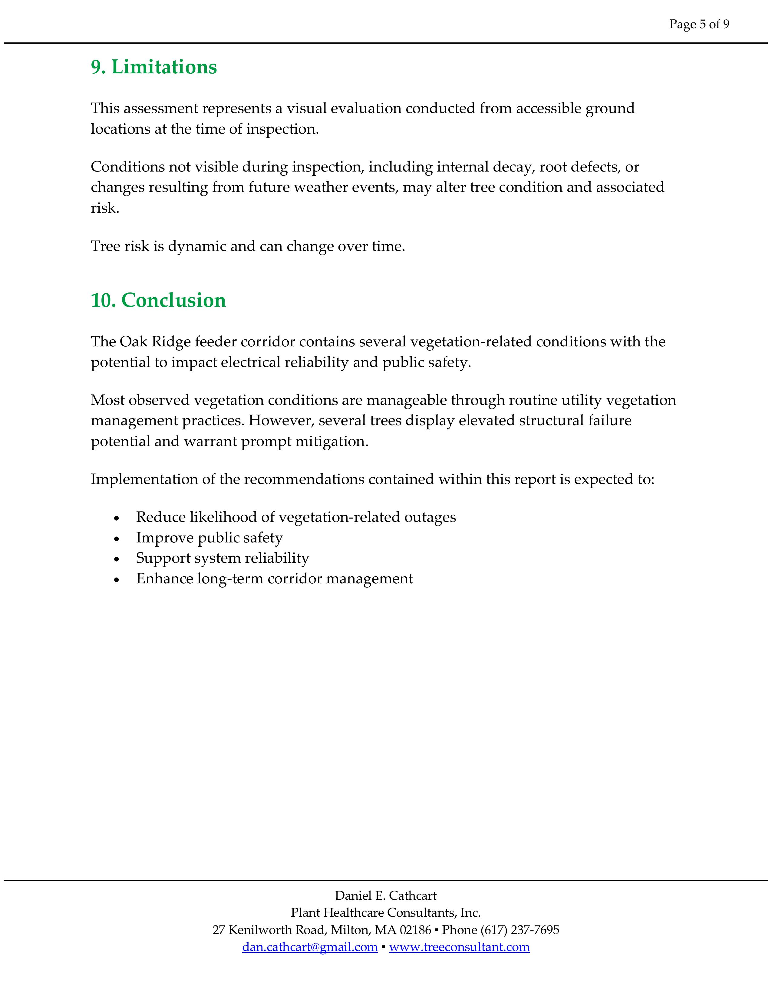 Page 5 of 9
9. Limitations
This assessment represents a visual evaluation conducted from accessible ground
locations at the time of inspection.
Conditions not visible during inspection, including internal decay, root defects, or
changes resulting from future weather events, may alter tree condition and associated
risk.
Tree risk is dynamic and can change over time.
10. Conclusion
The Oak Ridge feeder corridor contains several vegetation-related conditions with the
potential to impact electrical reliability and public safety.
Most observed vegetation conditions are manageable through routine utility vegetation
management practices. However, several trees display elevated structural failure
potential and warrant prompt mitigation.
Implementation of the recommendations contained within this report is expected to:
• Reduce likelihood of vegetation-related outages
• Improve public safety
• Support system reliability
• Enhance long-term corridor management
Daniel E. Cathcart
Plant Healthcare Consultants, Inc.
27 Kenilworth Road, Milton, MA 02186 ▪ Phone (617) 237-7695
dan.cathcart@gmail.com ▪ www.treeconsultant.com